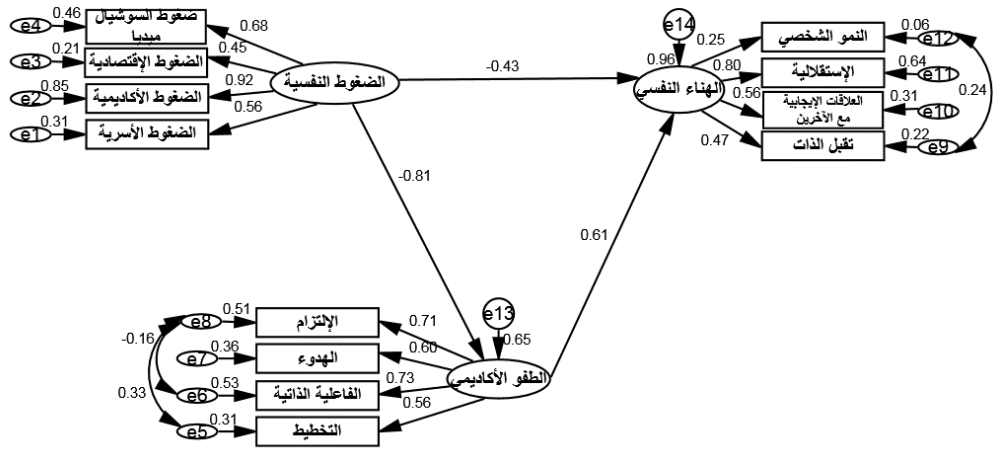 0.46
e4
ضغوط السوشيال
ميديا
0.68
0.21
e3
الضغوط الإقتصادية
0.45
0.85
e2
الضغوط الأكاديمية
0.92
0.31
e1
الضغوط الأسرية
0.56
الضغوط النفسية
-0.43
e14
0.96
الهناء النفسي
0.25
النمو الشخصي
0.06
e12
0.80
الإستقلالية
0.64
e11
0.56
العلاقات الإيجابية
مع الآخرين
0.31
e10
0.24
0.47
تقبل الذات
0.22
e9
-0.81
0.61
e13
0.65
الطفو الأكاديمي
0.51
e8
الإلتزام
0.71
-0.16
0.36
e7
الهدوء
0.60
0.33
0.53
e6
الفاعلية الذاتية
0.73
0.31
e5
التخطيط
0.56